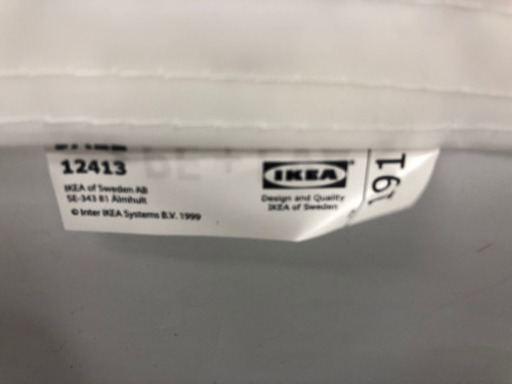 12413
IKEA of Sweden AB
SE-343 81 Älmhult
© Inter IKEA Systems B.V. 1999
IKEA
Design and Quality
IKEA of Sweden
191